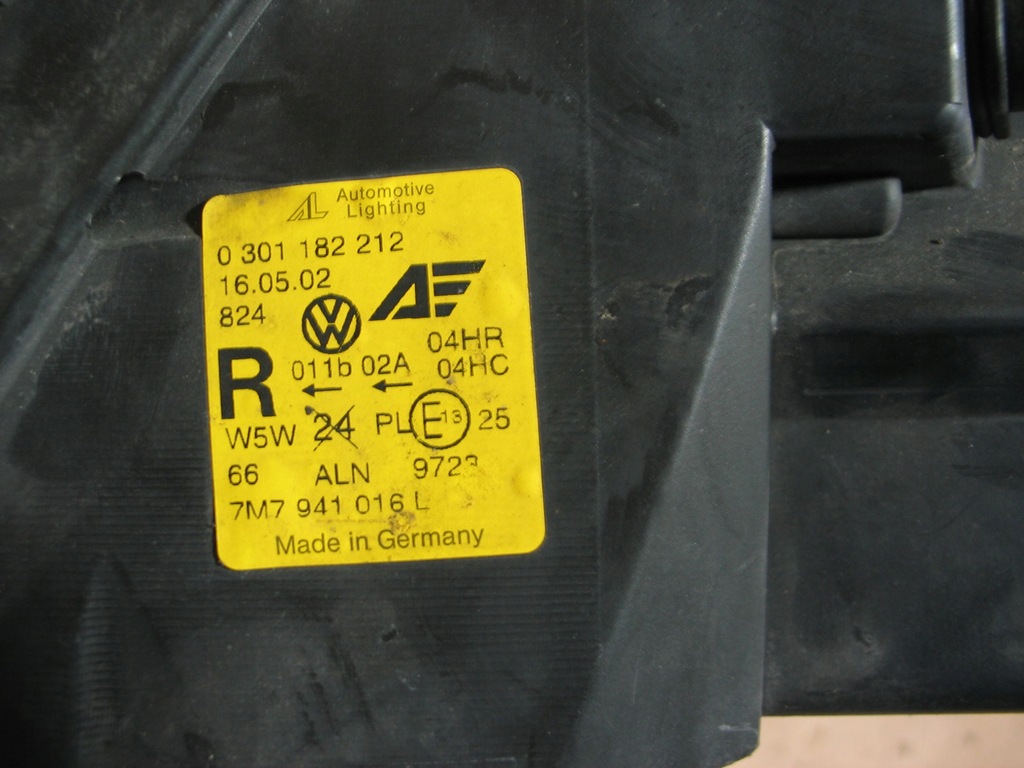 AL Automotive
Lighting
0 301 182 212
16.05.02
824
04HR
R 011b 02A 04HC
W5W 24 PL E13 25
66 ALN
7M7 941 016 L
Made in Germany